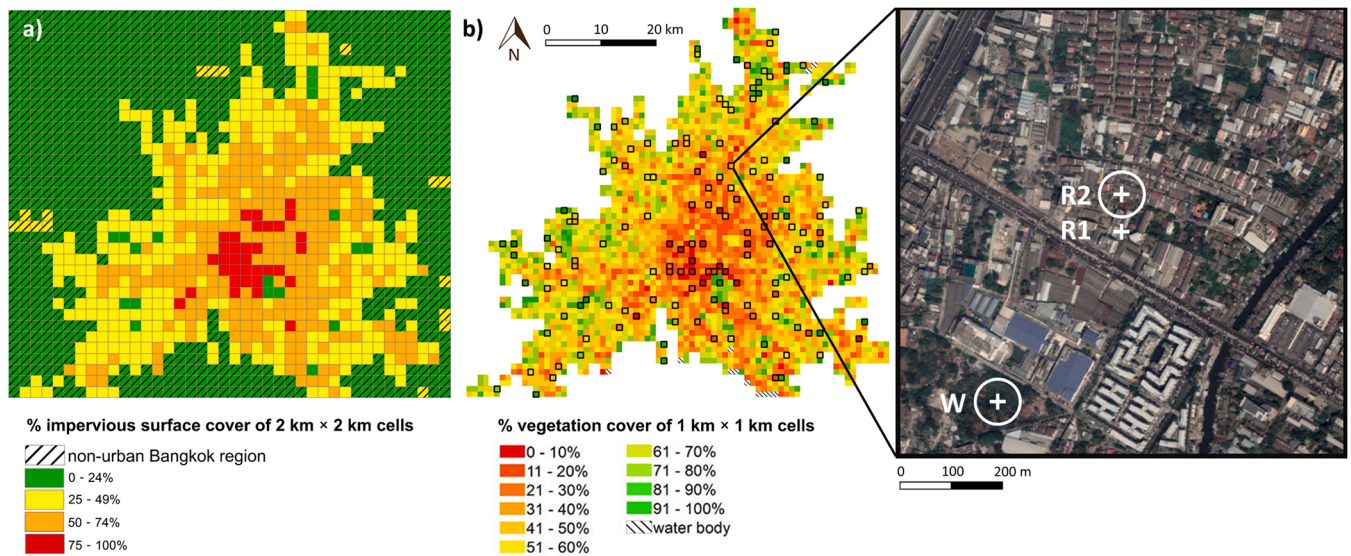 a)
b)
N
0 10 20 km
R2
R1
W
0 100 200 m
% impervious surface cover of 2 km × 2 km cells
non-urban Bangkok region
0 - 24%
25 - 49%
50 - 74%
75 - 100%
% vegetation cover of 1 km × 1 km cells
0 - 10%
11 - 20%
21 - 30%
31 - 40%
41 - 50%
51 - 60%
61 - 70%
71 - 80%
81 - 90%
91 - 100%
water body